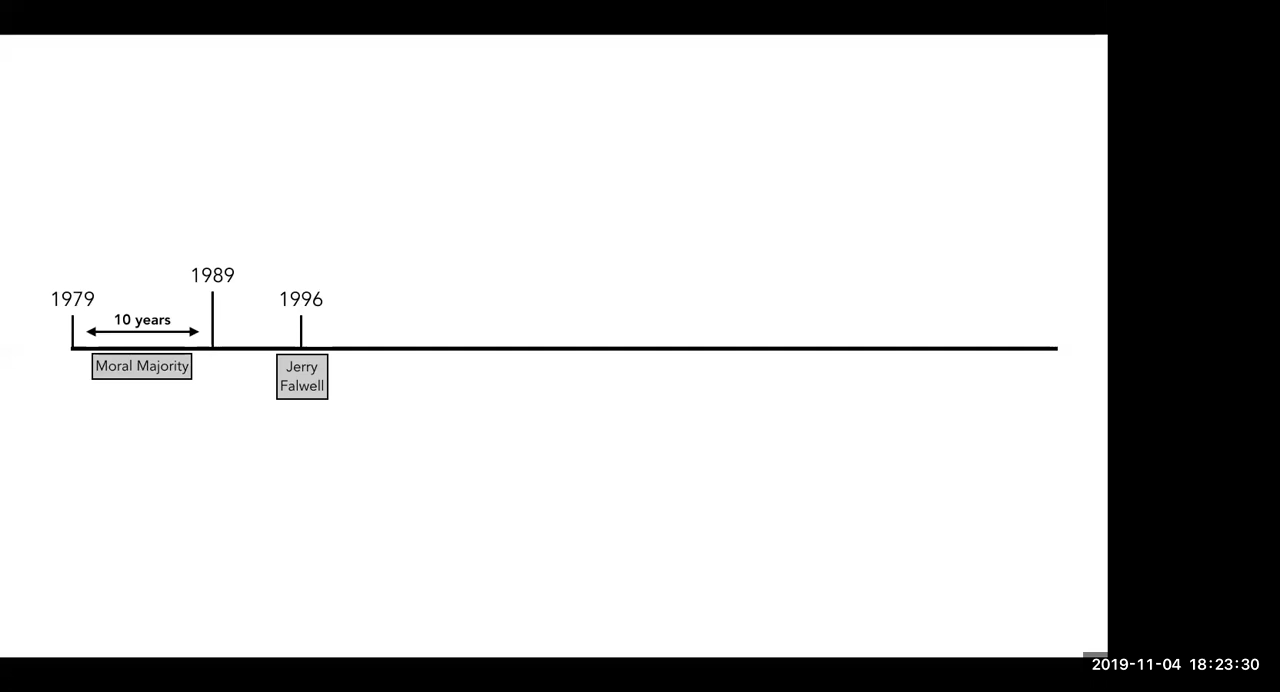 1989
1979
1996
10 years
Moral Majority
Jerry
Falwell
2019-11-04 18:23:30